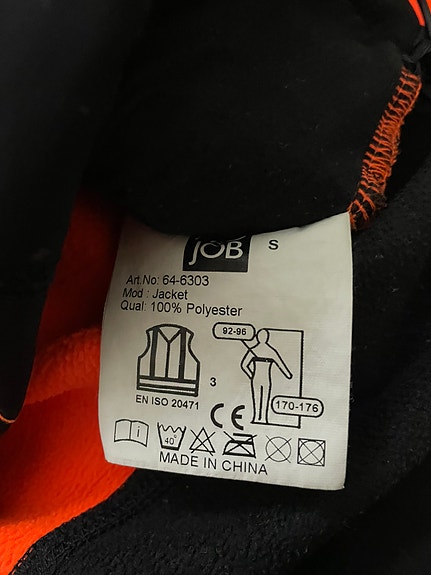 JOB
S
Art.No: 64-6303
Mod : Jacket
Qual: 100% Polyester
92-96
3
EN ISO 20471
CE
170-176
i
40°
MADE IN CHINA